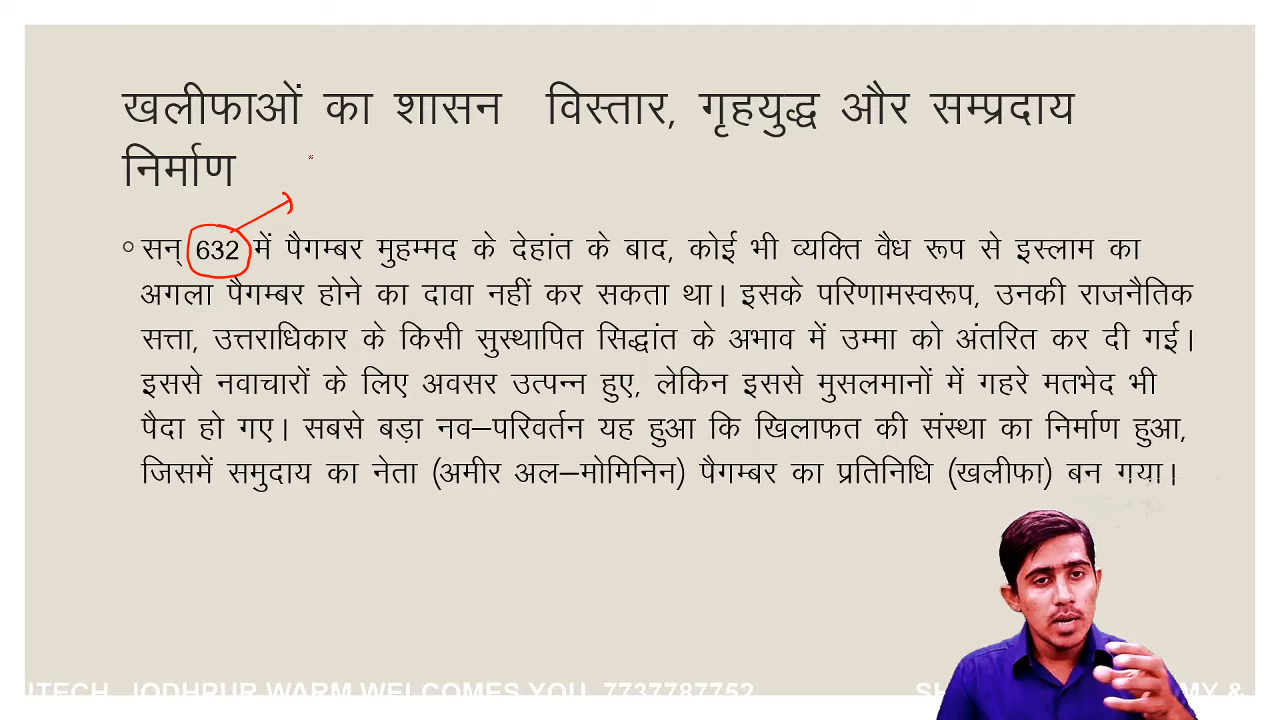 खलीफाओं का शासन विस्तार, गृहयुद्ध और सम्प्रदाय
निर्माण
सन् 632 में पैगम्बर मुहम्मद के देहांत के बाद, कोई भी व्यक्ति वैध रूप से इस्लाम का
अगला पैगम्बर होने का दावा नहीं कर सकता था। इसके परिणामस्वरूप, उनकी राजनैतिक
सत्ता, उत्तराधिकार के किसी सुस्थापित सिद्धांत के अभाव में उम्मा को अंतरित कर दी गई।
इससे नवाचारों के लिए अवसर उत्पन्न हुए, लेकिन इससे मुसलमानों में गहरे मतभेद भी
पैदा हो गए। सबसे बड़ा नव–परिवर्तन यह हुआ कि खिलाफत की संस्था का निर्माण हुआ,
जिसमें समुदाय का नेता (अमीर अल–मोमिनिन) पैगम्बर का प्रतिनिधि (खलीफा) बन गया।
JODHPUR WARM WELCOMES YOU 7737787752